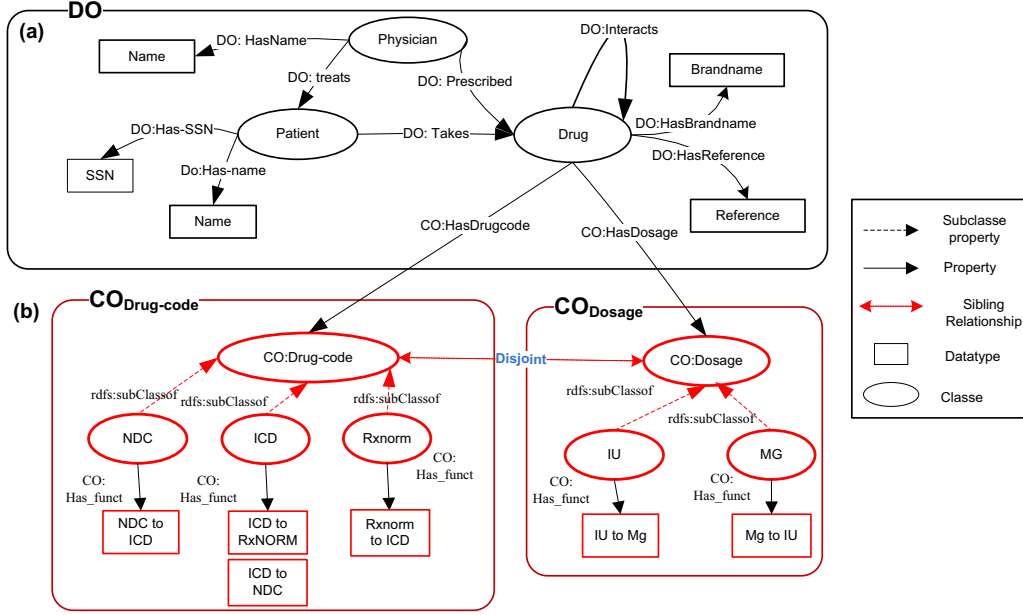 DO
(a)
Name
DO: HasName
Physician
DO: treats
DO: Prescribed
DO:Interacts
Brandname
DO:HasBrandname
DO:Has-SSN
Patient
DO: Takes
Drug
DO:HasReference
SSN
Do:Has-name
Name
Reference
CO:HasDrugcode
CO:HasDosage
Subclasse
property
Property
Sibling
Relationship
Datatype
Classe
(b)
CO Drug-code
CO:Drug-code
Disjoint
CO Dosage
CO:Dosage
rdfs:subClassof
rdfs:subClassof
rdfs:subClassof
rdfs:subClassof
rdfs:subClassof
NDC
ICD
Rxnorm
IU
MG
CO:
Has_funct
CO:
Has_funct
CO:
Has_funct
CO:
Has_funct
CO:
Has_funct
NDC to
ICD
ICD to
RxNORM
Rxnorm
to ICD
IU to Mg
Mg to IU
ICD to
NDC